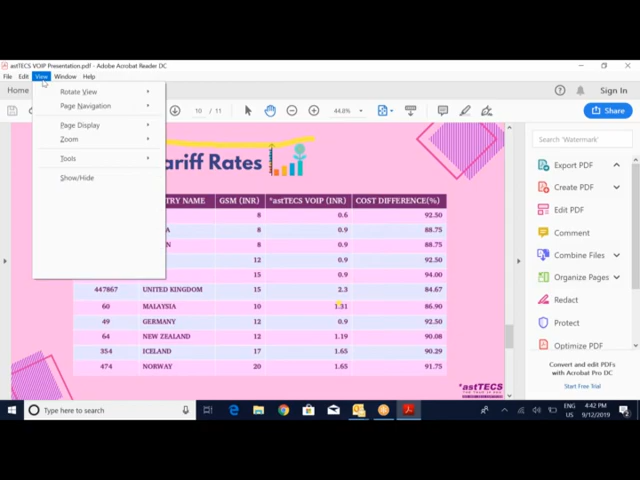 astTECS VOIP Presentation.pdf - Adobe Acrobat Reader DC
File Edit View Window Help
Home
10 / 11
44.8%
Sign In
Share
Rotate View
Page Navigation
Page Display
Zoom
Tools
Show/Hide
ariff Rates
TRY NAME GSM (INR) *astTECS VOIP (INR) COST DIFFERENCE(%)
8 0.6 92.50
A 8 0.9 88.75
N 8 0.9 88.75
12 0.9 92.50
15 0.9 94.00
447867 UNITED KINGDOM 15 2.3 84.67
60 MALAYSIA 10 1.31 86.90
49 GERMANY 12 0.9 92.50
64 NEW ZEALAND 12 1.19 90.08
354 ICELAND 17 1.65 90.29
474 NORWAY 20 1.65 91.75
*astTECS
Search 'Watermark'
Export PDF
Create PDF
Edit PDF
Comment
Combine Files
Organize Pages
Redact
Protect
Optimize PDF
Convert and edit PDFs
with Acrobat Pro DC
Start Free Trial
Type here to search
ENG
US
4:42 PM
9/12/2019